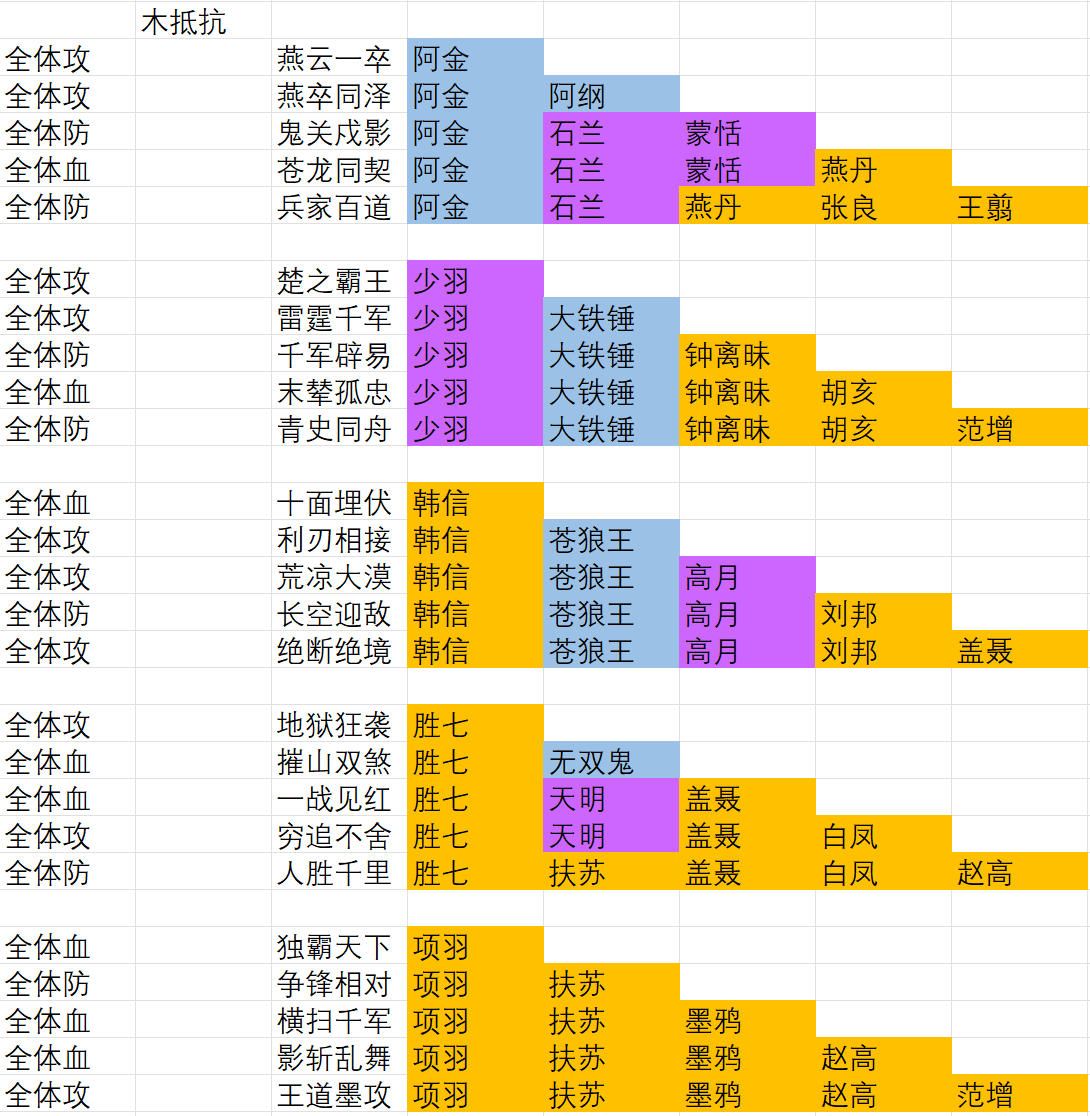 木抵抗
全体攻 燕云一卒 阿金
全体攻 燕卒同泽 阿金 阿纲
全体防 鬼关戍影 阿金 石兰 蒙恬
全体血 苍龙同契 阿金 石兰 蒙恬 燕丹
全体防 兵家百道 阿金 石兰 燕丹 张良 王翦
全体攻 楚之霸王 少羽
全体攻 雷霆千军 少羽 大铁锤
全体防 千军辟易 少羽 大铁锤 钟离昧
全体血 末辇孤忠 少羽 大铁锤 钟离昧 胡亥
全体防 青史同舟 少羽 大铁锤 钟离昧 胡亥 范增
全体血 十面埋伏 韩信
全体攻 利刃相接 韩信 苍狼王
全体攻 荒凉大漠 韩信 苍狼王 高月
全体防 长空迎敌 韩信 苍狼王 高月 刘邦
全体攻 绝断绝境 韩信 苍狼王 高月 刘邦 盖聂
全体攻 地狱狂袭 胜七
全体血 摧山双煞 胜七 无双鬼
全体血 一战见红 胜七 天明 盖聂
全体攻 穷追不舍 胜七 天明 盖聂 白凤
全体防 人胜千里 胜七 扶苏 盖聂 白凤 赵高
全体血 独霸天下 项羽
全体防 争锋相对 项羽 扶苏
全体血 横扫千军 项羽 扶苏 墨鸦
全体血 影斩乱舞 项羽 扶苏 墨鸦 赵高
全体攻 王道墨攻 项羽 扶苏 墨鸦 赵高 范增